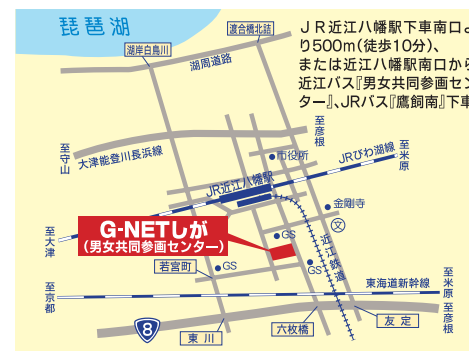 琵琶湖
渡合橋北詰
湖岸白鳥川
湖周道路
JR近江八幡駅下車南口よ
り500m(徒歩10分)、
または近江八幡駅南口から
近江バス『男女共同参画セン
ター』、JRバス『鷹飼南』下車
至守山
大津能登川長浜線
市役所
至彦根
JRびわ湖線
至米原
JR近江八幡駅
金剛寺
文
至大津
G-NETしが
(男女共同参画センター)
GS
近江鉄道
若宮町
GS
GS
東海道新幹線
至京都
至米原
至彦根
8
東川
六枚橋
友定